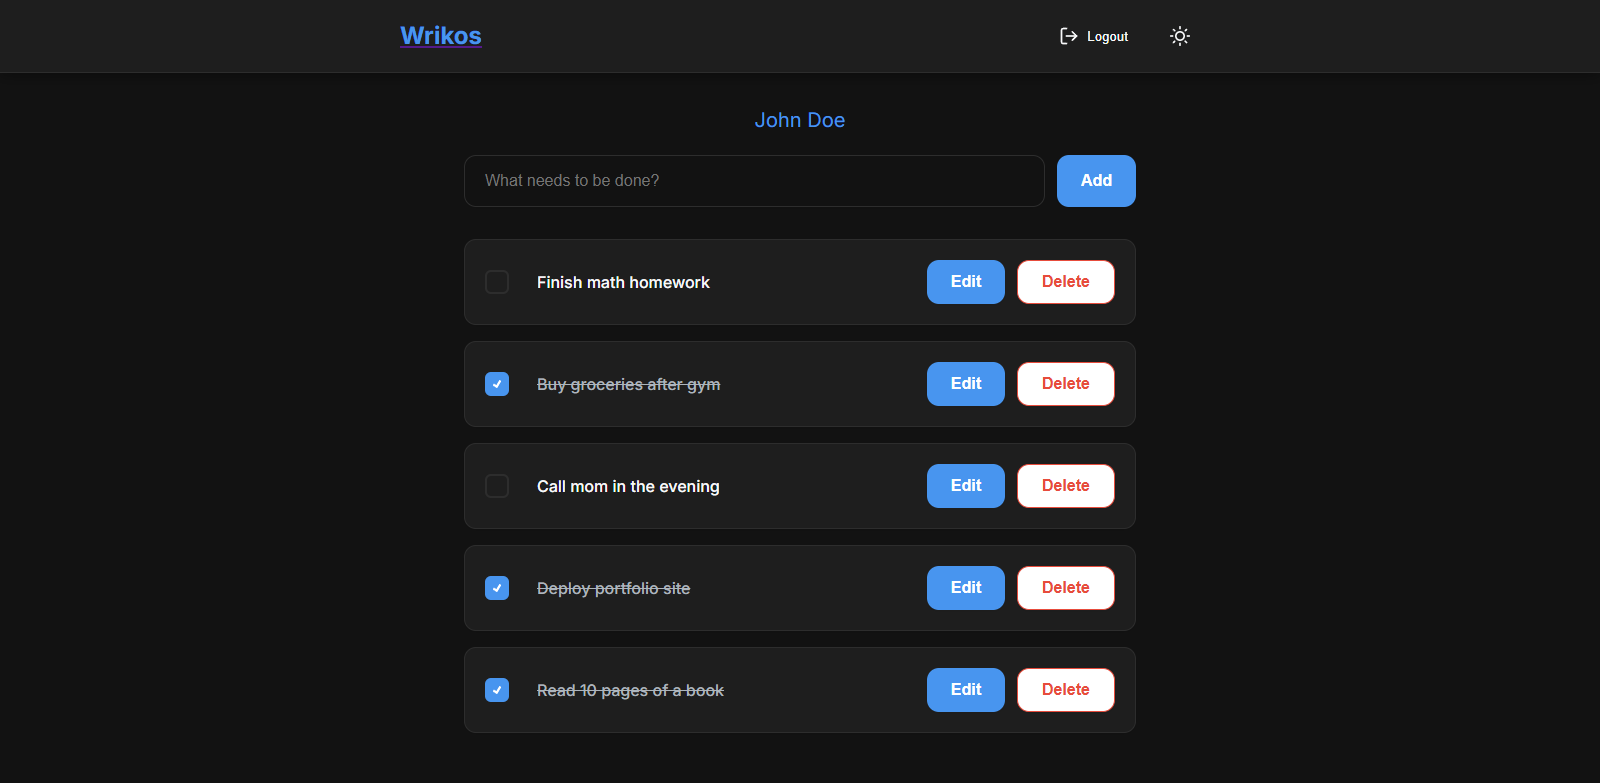 Wrikos
Logout
John Doe
What needs to be done?
Add
Finish math homework
Edit
Delete
Buy groceries after gym
Edit
Delete
Call mom in the evening
Edit
Delete
Deploy portfolio site
Edit
Delete
Read 10 pages of a book
Edit
Delete